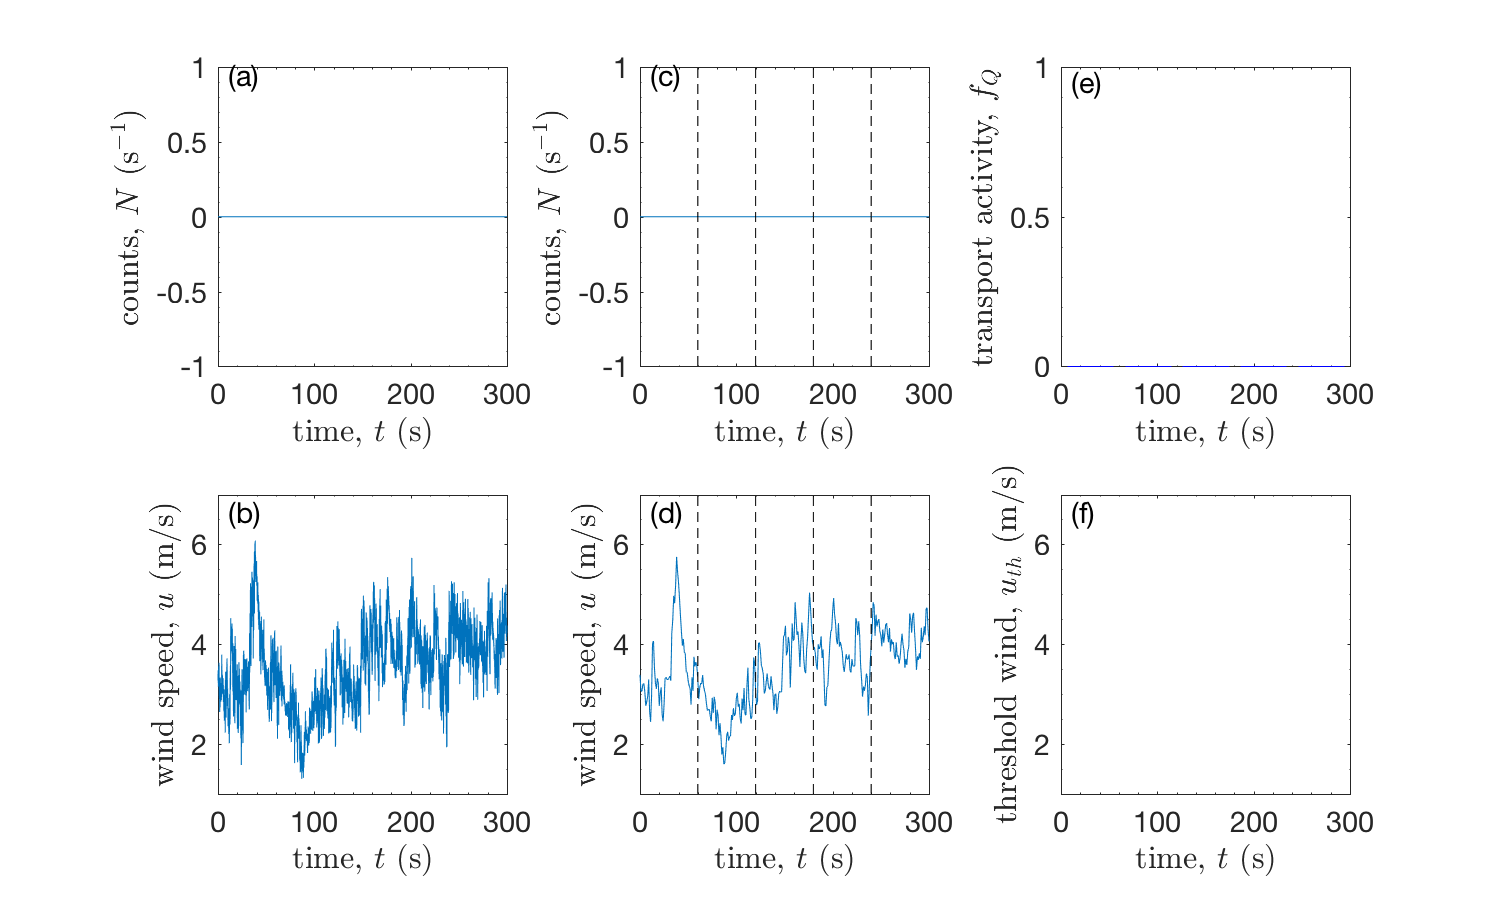 (a)
1
0.5
0
-0.5
-1
counts, N (s⁻¹)
0 100 200 300
time, t (s)
(c)
1
0.5
0
-0.5
-1
counts, N (s⁻¹)
0 100 200 300
time, t (s)
(e)
1
0.5
0
transport activity, f_Q
0 100 200 300
time, t (s)
(b)
6
4
2
wind speed, u (m/s)
0 100 200 300
time, t (s)
(d)
6
4
2
wind speed, u (m/s)
0 100 200 300
time, t (s)
(f)
6
4
2
threshold wind, u_th (m/s)
0 100 200 300
time, t (s)